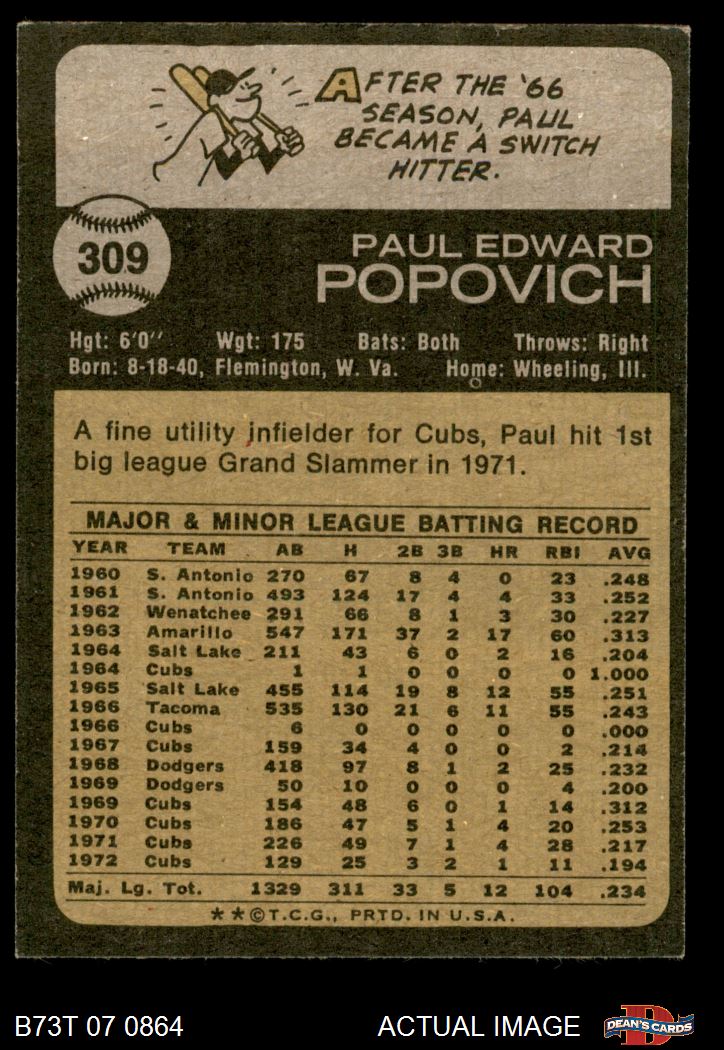 AFTER THE '66
SEASON, PAUL
BECAME A SWITCH
HITTER.
309
PAUL EDWARD
POPOVICH
Hgt: 6'0" Wgt: 175 Bats: Both Throws: Right
Born: 8-18-40, Flemington, W. Va. Home: Wheeling, Ill.
A fine utility infielder for Cubs, Paul hit 1st
big league Grand Slammer in 1971.
MAJOR & MINOR LEAGUE BATTING RECORD
YEAR TEAM AB H 2B 3B HR RBI AVG
1960 S. Antonio 270 67 8 4 0 23 .248
1961 S. Antonio 493 124 17 4 4 33 .252
1962 Wenatchee 291 66 8 1 3 30 .227
1963 Amarillo 547 171 37 2 17 60 .313
1964 Salt Lake 211 43 6 0 2 16 .204
1964 Cubs 1 1 0 0 0 0 1.000
1965 Salt Lake 455 114 19 8 12 55 .251
1966 Tacoma 535 130 21 6 11 55 .243
1966 Cubs 6 0 0 0 0 0 .000
1967 Cubs 159 34 4 0 0 2 .214
1968 Dodgers 418 97 8 1 2 25 .232
1969 Dodgers 50 10 0 0 0 4 .200
1969 Cubs 154 48 6 0 1 14 .312
1970 Cubs 186 47 5 1 4 20 .253
1971 Cubs 226 49 7 1 4 28 .217
1972 Cubs 129 25 3 2 1 11 .194
Maj. Lg. Tot. 1329 311 33 5 12 104 .234
**©T.C.G., PRTD. IN U.S.A.
B73T 07 0864 ACTUAL IMAGE
D
DEAN'S CARDS